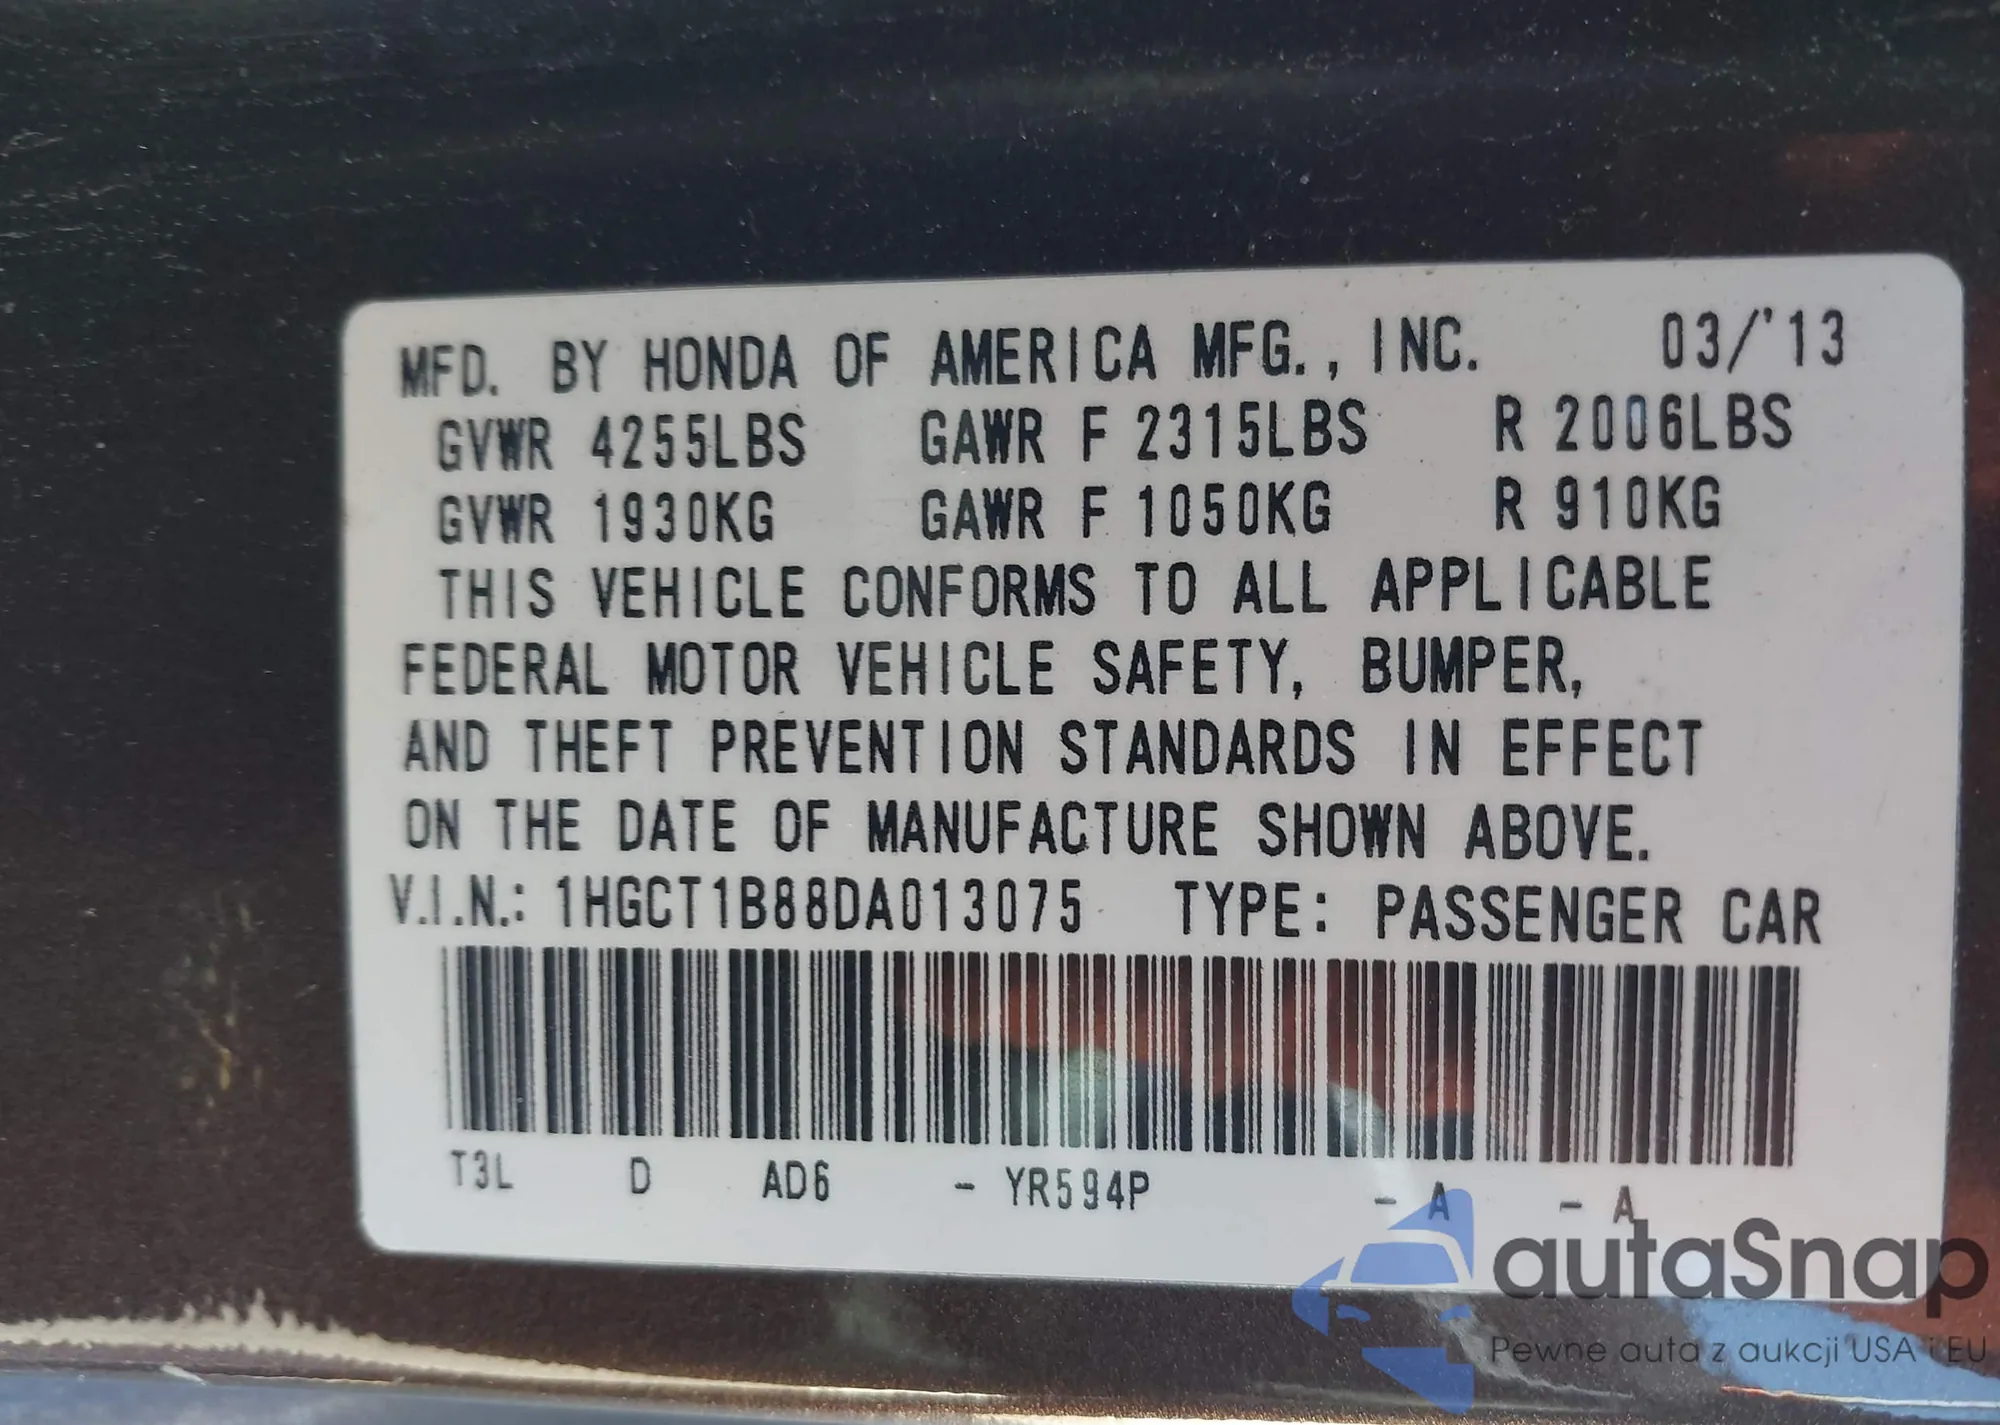 MFD. BY HONDA OF AMERICA MFG., INC. 03/'13
GVWR 4255LBS GAWR F 2315LBS R 2006LBS
GVWR 1930KG GAWR F 1050KG R 910KG
THIS VEHICLE CONFORMS TO ALL APPLICABLE
FEDERAL MOTOR VEHICLE SAFETY, BUMPER,
AND THEFT PREVENTION STANDARDS IN EFFECT
ON THE DATE OF MANUFACTURE SHOWN ABOVE.
V.I.N.: 1HGCT1B88DA013075 TYPE: PASSENGER CAR
T3L D AD6 - YR594P - A - A
autaSnap
Pewne auta z aukcji USA i EU